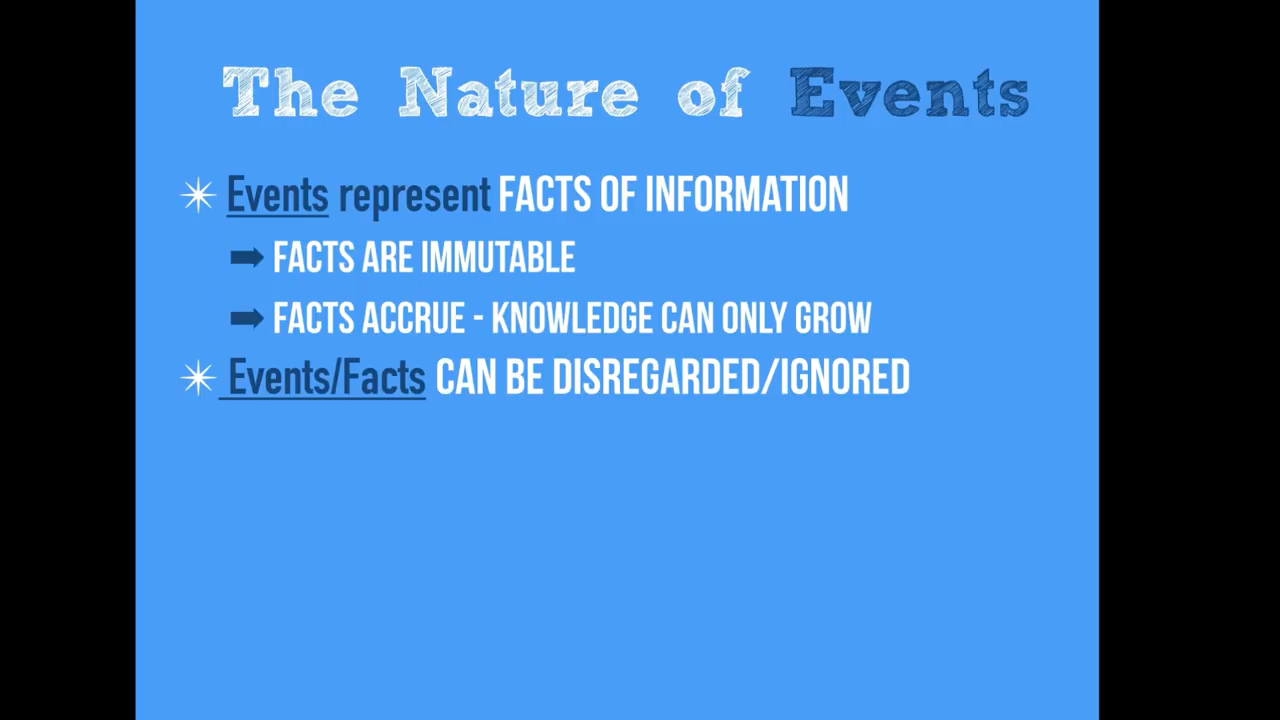 The Nature of Events
Events represent FACTS OF INFORMATION
FACTS ARE IMMUTABLE
FACTS ACCRUE - KNOWLEDGE CAN ONLY GROW
Events/Facts CAN BE DISREGARDED/IGNORED